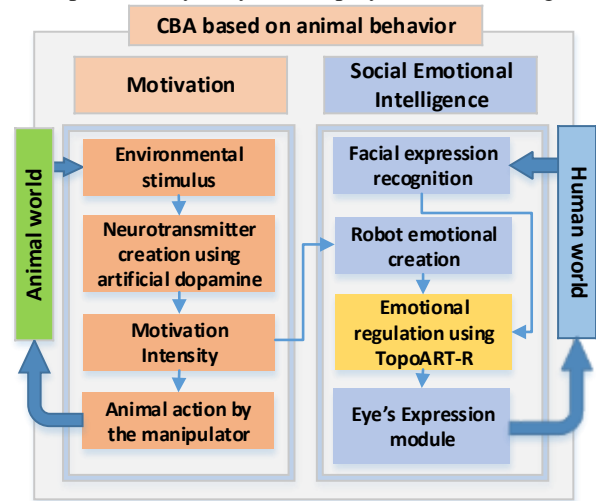 CBA based on animal behavior
Motivation
Social Emotional
Intelligence
Animal world
Environmental
stimulus
Neurotransmitter
creation using
artificial dopamine
Motivation
Intensity
Animal action by
the manipulator
Facial expression
recognition
Robot emotional
creation
Emotional
regulation using
TopoART-R
Eye’s Expression
module
Human world